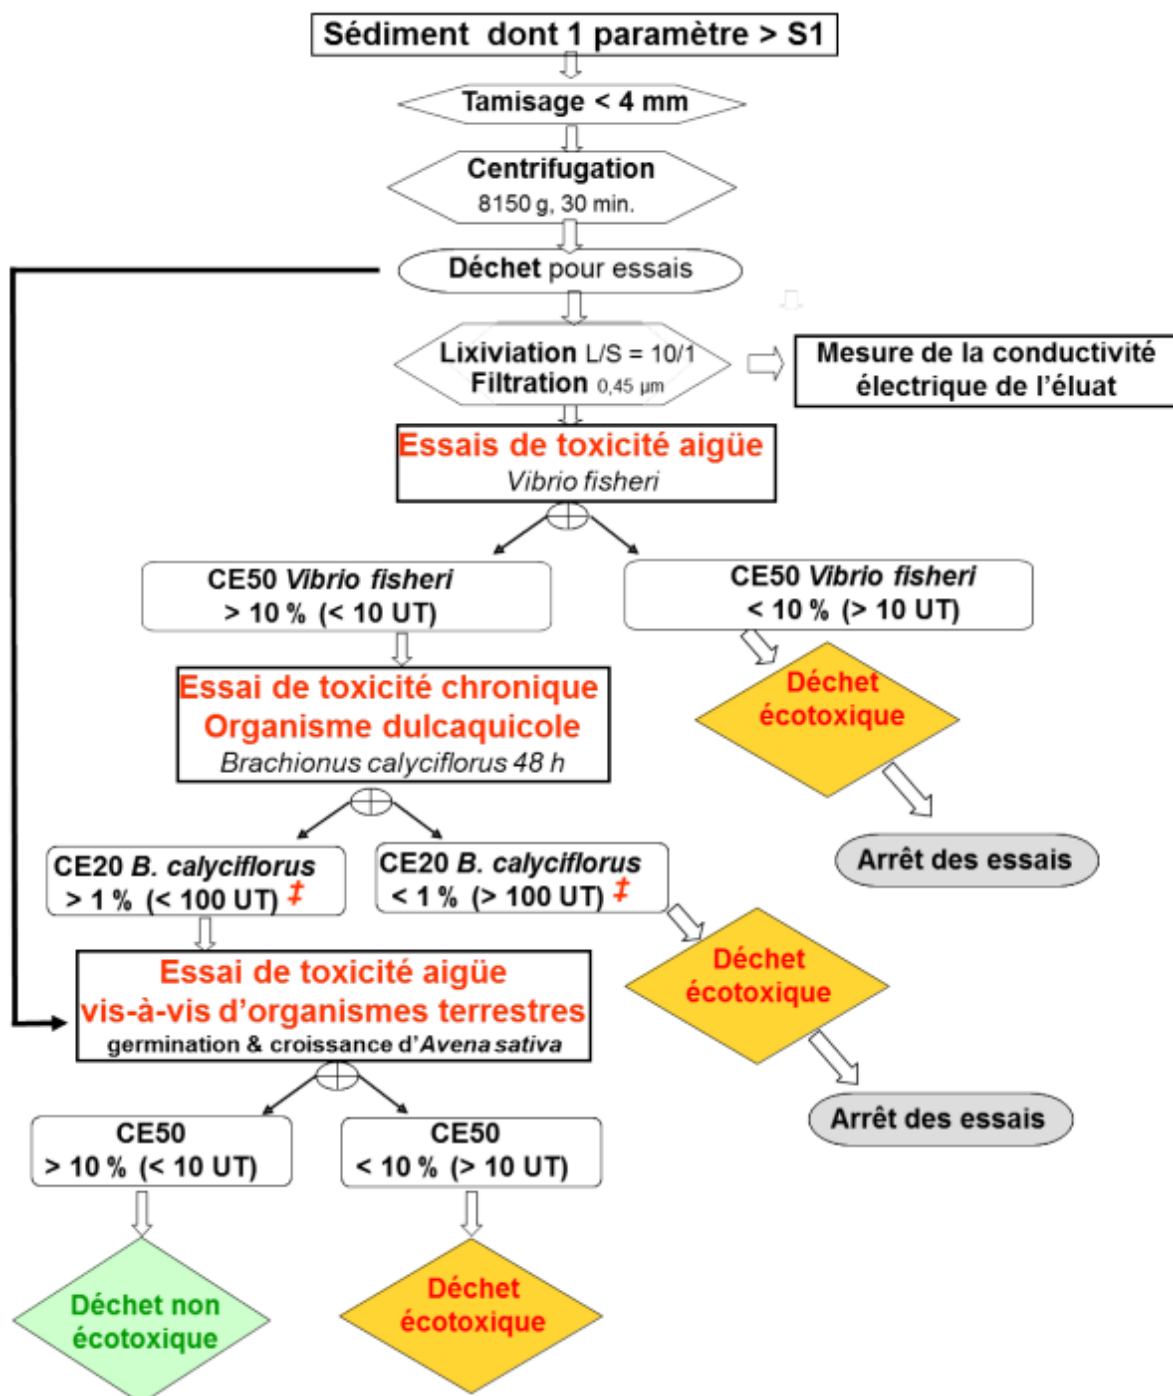 Sédiment dont 1 paramètre > S1
Tamisage < 4 mm
Centrifugation
8150 g, 30 min.
Déchet pour essais
Lixiviation L/S = 10/1
Filtration 0,45 µm
Mesure de la conductivité
électrique de l'éluat
Essais de toxicité aigüe
Vibrio fisheri
CE50 Vibrio fisheri
> 10 % (< 10 UT)
CE50 Vibrio fisheri
< 10 % (> 10 UT)
Essai de toxicité chronique
Organisme dulcaquicole
Brachionus calyciflorus 48 h
Déchet
écotoxique
Arrêt des essais
CE20 B. calyciflorus
> 1 % (< 100 UT) ‡
CE20 B. calyciflorus
< 1 % (> 100 UT) ‡
Essai de toxicité aigüe
vis-à-vis d'organismes terrestres
germination & croissance d'Avena sativa
Déchet
écotoxique
Arrêt des essais
CE50
> 10 % (< 10 UT)
CE50
< 10 % (> 10 UT)
Déchet non
écotoxique
Déchet
écotoxique